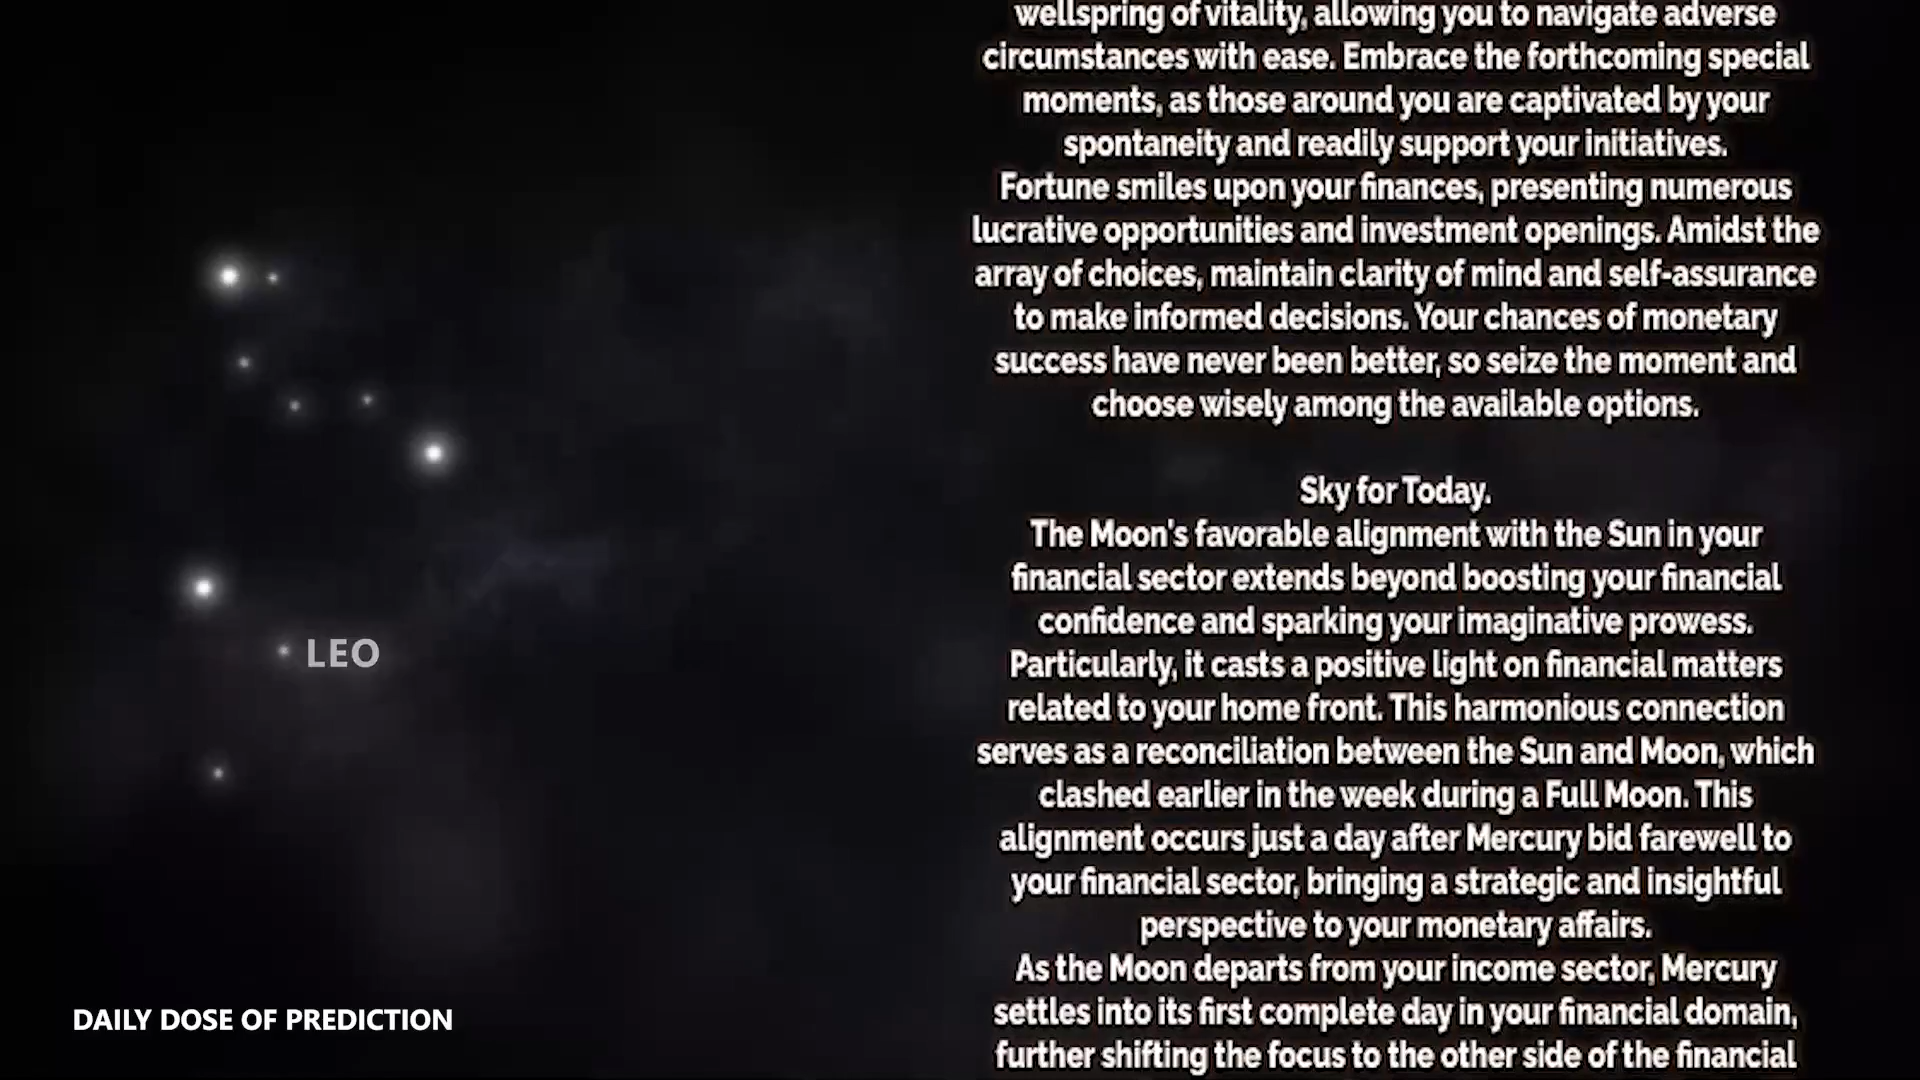 wellspring of vitality, allowing you to navigate adverse
circumstances with ease. Embrace the forthcoming special
moments, as those around you are captivated by your
spontaneity and readily support your initiatives.
Fortune smiles upon your finances, presenting numerous
lucrative opportunities and investment openings. Amidst the
array of choices, maintain clarity of mind and self-assurance
to make informed decisions. Your chances of monetary
success have never been better, so seize the moment and
choose wisely among the available options.
Sky for Today.
The Moon's favorable alignment with the Sun in your
financial sector extends beyond boosting your financial
confidence and sparking your imaginative prowess.
Particularly, it casts a positive light on financial matters
related to your home front. This harmonious connection
serves as a reconciliation between the Sun and Moon, which
clashed earlier in the week during a Full Moon. This
alignment occurs just a day after Mercury bid farewell to
your financial sector, bringing a strategic and insightful
perspective to your monetary affairs.
As the Moon departs from your income sector, Mercury
settles into its first complete day in your financial domain,
further shifting the focus to the other side of the financial
LEO
DAILY DOSE OF PREDICTION